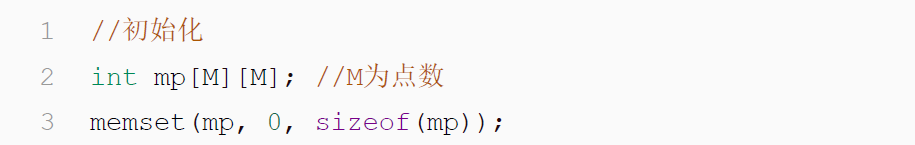 1 //初始化
2 int mp[M][M]; //M为点数
3 memset(mp, 0, sizeof(mp));